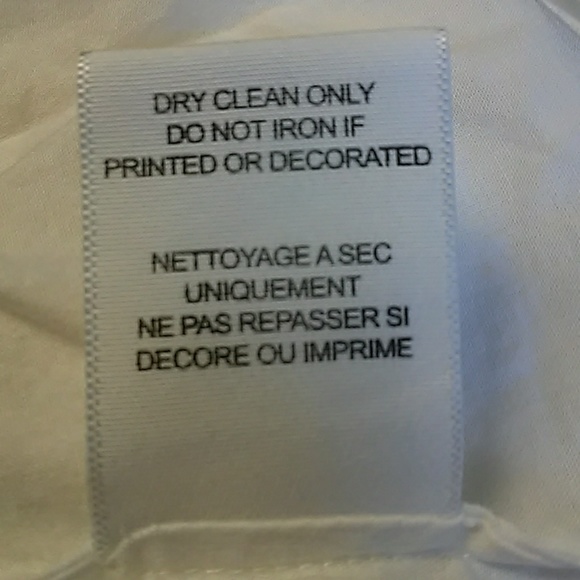 DRY CLEAN ONLY
DO NOT IRON IF
PRINTED OR DECORATED
NETTOYAGE A SEC
UNIQUEMENT
NE PAS REPASSER SI
DECORE OU IMPRIME